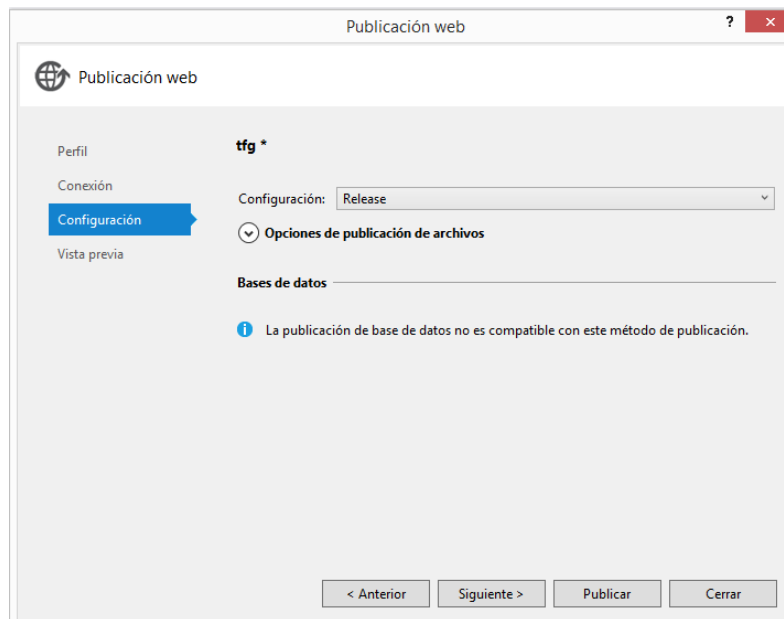 Publicación web
?
Publicación web
Perfil
Conexión
Configuración
Vista previa
tfg *
Configuración: Release
Opciones de publicación de archivos
Bases de datos
La publicación de base de datos no es compatible con este método de publicación.
< Anterior
Siguiente >
Publicar
Cerrar